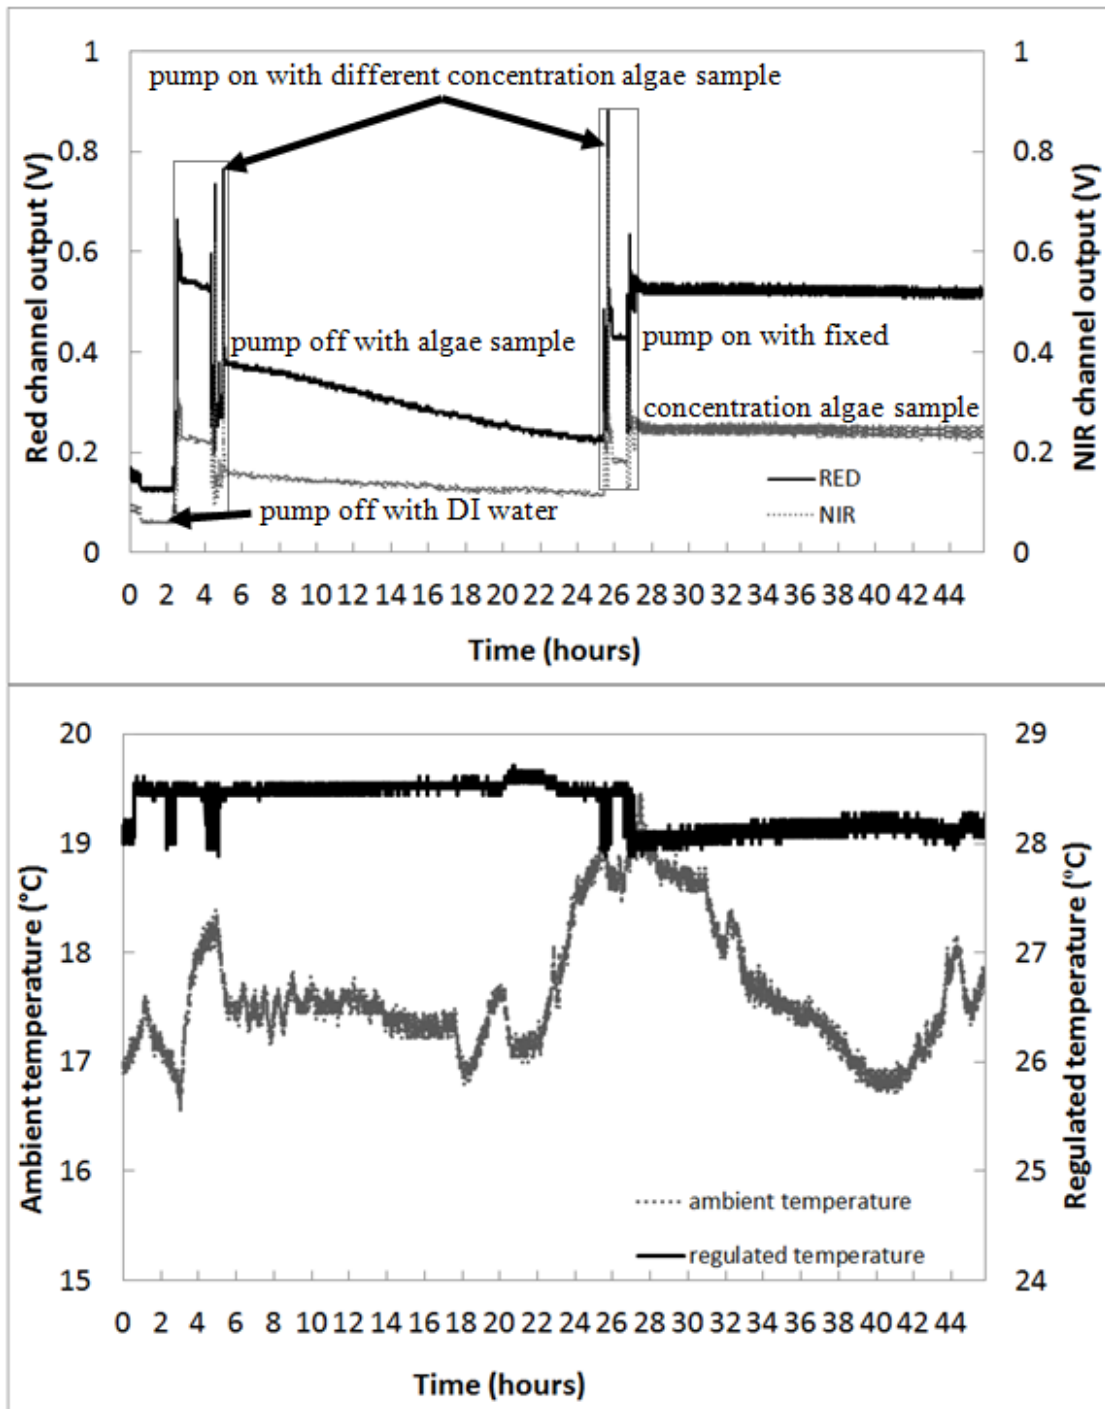 pump on with different concentration algae sample
1
0.8
0.6
0.4
0.2
0
Red channel output (V)
1
0.8
0.6
0.4
0.2
0
NIR channel output (V)
pump off with algae sample
pump on with fixed
concentration algae sample
pump off with DI water
RED
NIR
0 2 4 6 8 10 12 14 16 18 20 22 24 26 28 30 32 34 36 38 40 42 44
Time (hours)
20
19
18
17
16
15
Ambient temperature (°C)
29
28
27
26
25
24
Regulated temperature (°C)
ambient temperature
regulated temperature
0 2 4 6 8 10 12 14 16 18 20 22 24 26 28 30 32 34 36 38 40 42 44
Time (hours)